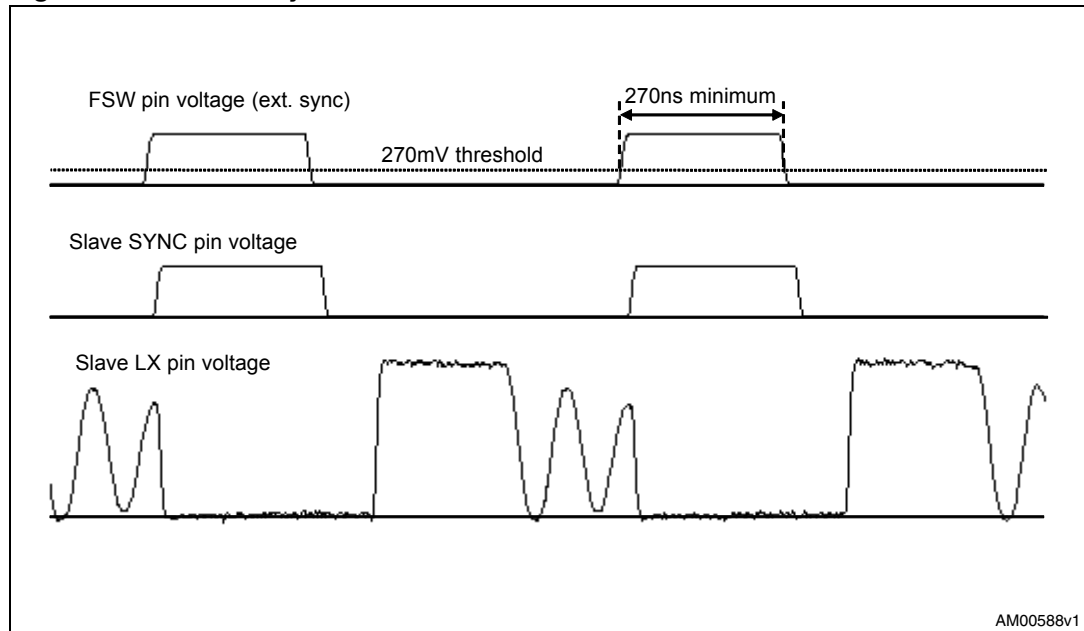 FSW pin voltage (ext. sync)
270ns minimum
270mV threshold
Slave SYNC pin voltage
Slave LX pin voltage
AM00588v1